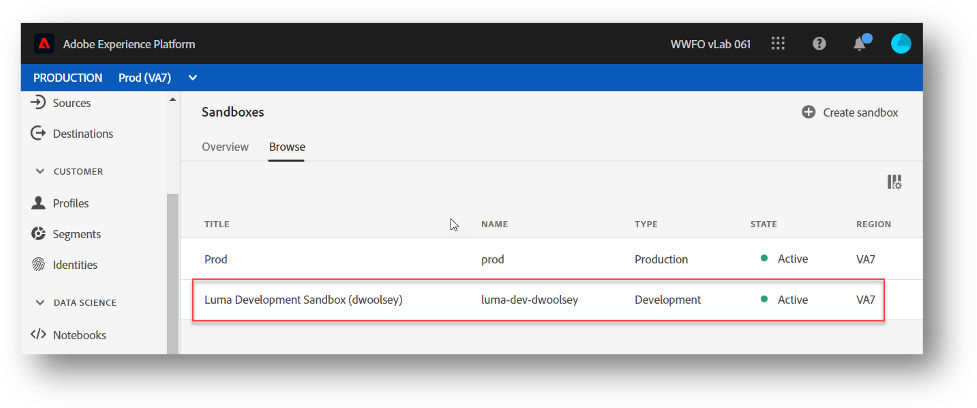 Adobe Experience Platform
WWFO vLab 061
PRODUCTION Prod (VA7)
Sources
Destinations
CUSTOMER
Profiles
Segments
Identities
DATA SCIENCE
Notebooks
Sandboxes
Create sandbox
Overview Browse
TITLE NAME TYPE STATE REGION
Prod prod Production Active VA7
Luma Development Sandbox (dwoolsey) luma-dev-dwoolsey Development Active VA7